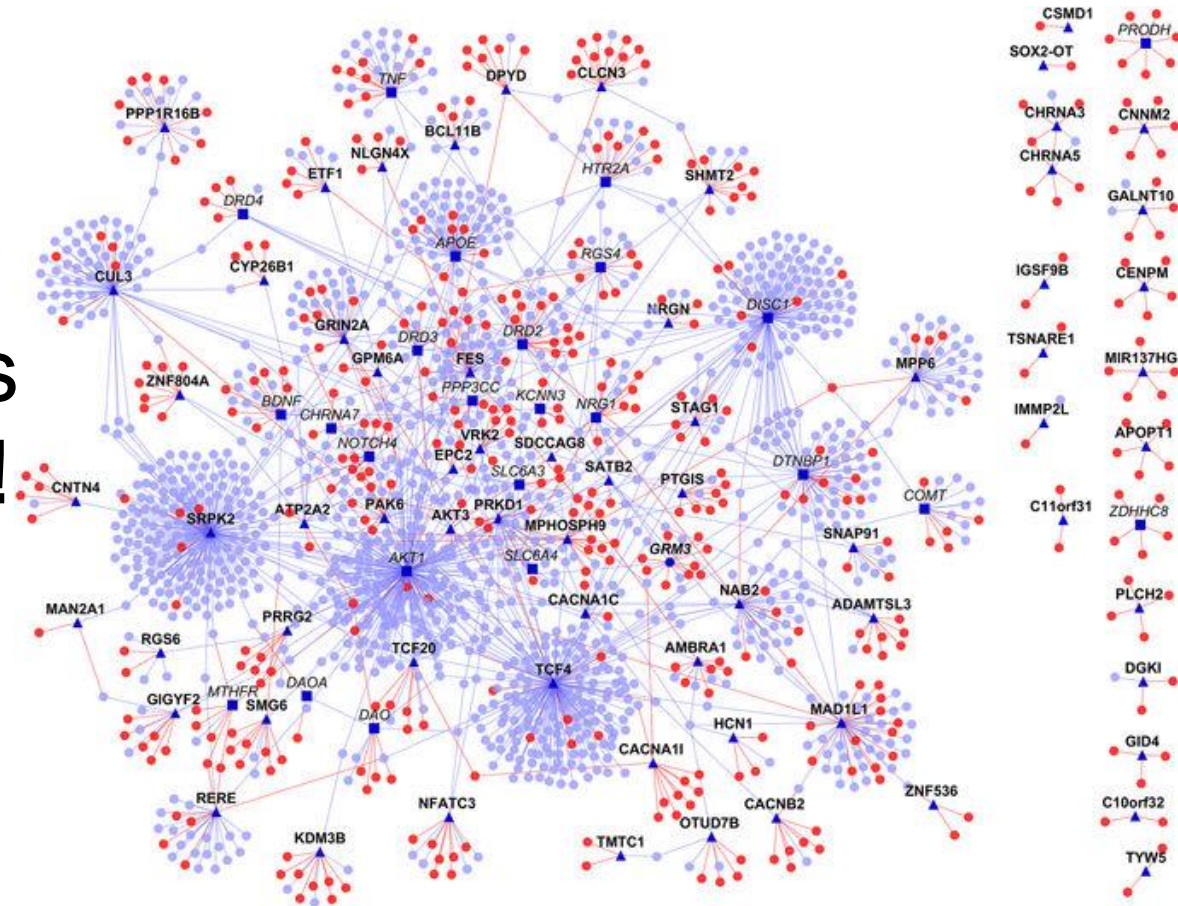 CSMD1
PRODH
SOX2-OT
TNF
DPYD
CLCN3
PPP1R16B
BCL11B
CHRNA3
CNNM2
NLGN4X
CHRNA5
ETF1
HTR2A
SHMT2
DRD4
GALNT10
APOE
RGS4
CUL3
CYP26B1
IGSF9B
CENPM
DISC1
GRIN2A
NRGN
DRD3
DRD2
TSNARE1
GPM6A
FES
MPP6
MIR137HG
s
ZNF804A
PPP3CC
BDNF
KCNN3
NRG1
STAG1
IMMP2L
CHRNA7
APOPT1
NOTCH4
VRK2
SDCCAG8
EPC2
!
SLC6A3
SATB2
DTNBP1
CNTN4
PTGIS
COMT
C11orf31
ZDHHC8
SRPK2
ATP2A2
PAK6
AKT3
PRKD1
MPHOSPH9
SNAP91
AKT1
SLC6A4
GRM3
MAN2A1
CACNA1C
NAB2
ADAMTSL3
PLCH2
PRRG2
RGS6
TCF20
TCF4
AMBRA1
DGKI
GIGYF2
MTHFR
DAOA
SMG6
DAO
MAD1L1
HCN1
CACNA1I
GID4
RERE
NFATC3
CACNB2
ZNF536
C10orf32
KDM3B
TMTC1
OTUD7B
TYW5